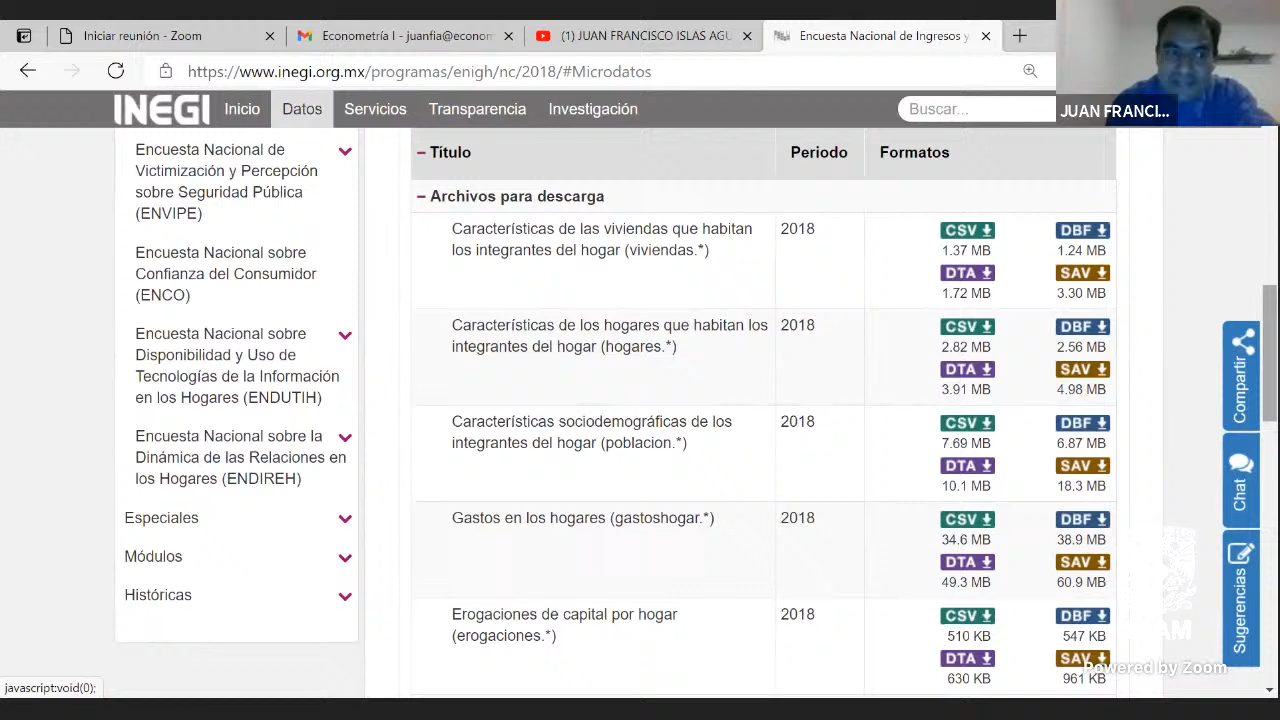 Iniciar reunión - Zoom
Econometría I - juanfia@econom
(1) JUAN FRANCISCO ISLAS AGU
Encuesta Nacional de Ingresos y
https://www.inegi.org.mx/programas/enigh/nc/2018/#Microdatos
JUAN FRANCI...
INEGI
Inicio
Datos
Servicios
Transparencia
Investigación
Buscar...
Encuesta Nacional de
Victimización y Percepción
sobre Seguridad Pública
(ENVIPE)
Encuesta Nacional sobre
Confianza del Consumidor
(ENCO)
Encuesta Nacional sobre
Disponibilidad y Uso de
Tecnologías de la Información
en los Hogares (ENDUTIH)
Encuesta Nacional sobre la
Dinámica de las Relaciones en
los Hogares (ENDIREH)
Especiales
Módulos
Históricas
– Título
Periodo
Formatos
– Archivos para descarga
Características de las viviendas que habitan
los integrantes del hogar (viviendas.*)
2018
CSV
DBF
1.37 MB
1.24 MB
DTA
SAV
1.72 MB
3.30 MB
Características de los hogares que habitan los
integrantes del hogar (hogares.*)
2018
CSV
DBF
2.82 MB
2.56 MB
DTA
SAV
3.91 MB
4.98 MB
Características sociodemográficas de los
integrantes del hogar (poblacion.*)
2018
CSV
DBF
7.69 MB
6.87 MB
DTA
SAV
10.1 MB
18.3 MB
Gastos en los hogares (gastoshogar.*)
2018
CSV
DBF
34.6 MB
38.9 MB
DTA
SAV
49.3 MB
60.9 MB
Erogaciones de capital por hogar
(erogaciones.*)
2018
CSV
DBF
510 KB
547 KB
DTA
SAV
630 KB
961 KB
Compartir
Chat
Sugerencias
Powered by Zoom
javascript:void(0);